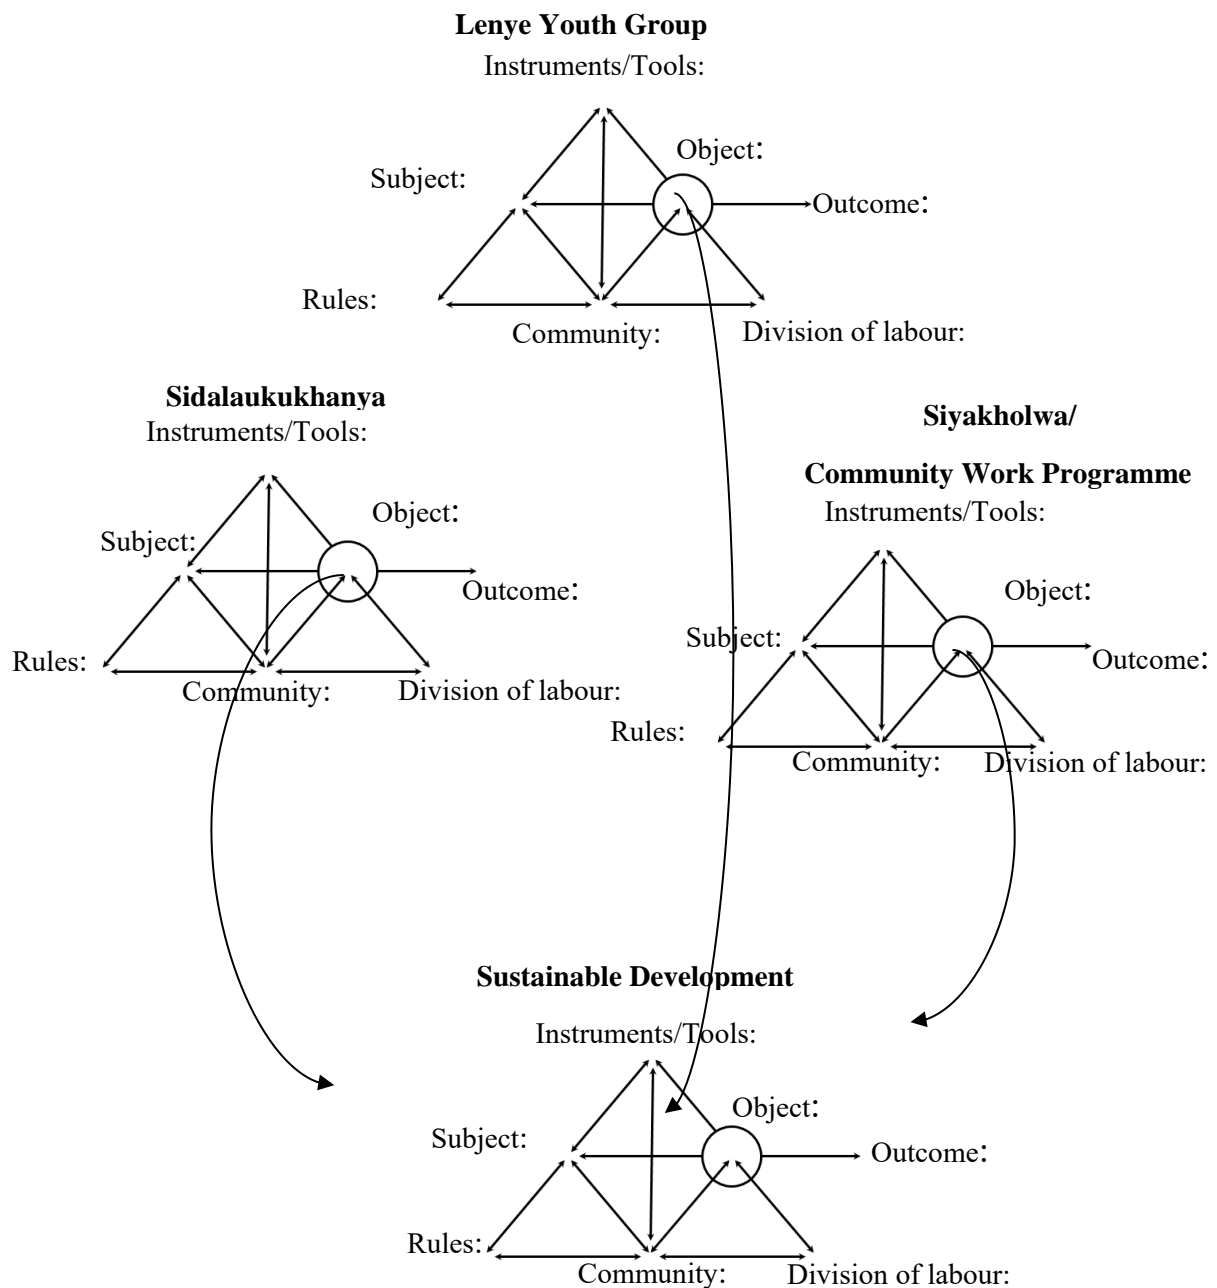 Lenye Youth Group
Instruments/Tools:
Object:
Subject:
Outcome:
Rules:
Community:
Division of labour:
Sidalaukukhanya
Instruments/Tools:
Object:
Subject:
Outcome:
Rules:
Community:
Division of labour:
Siyakholwa/
Community Work Programme
Instruments/Tools:
Object:
Subject:
Outcome:
Rules:
Community:
Division of labour:
Sustainable Development
Instruments/Tools:
Object:
Subject:
Outcome:
Rules:
Community:
Division of labour: